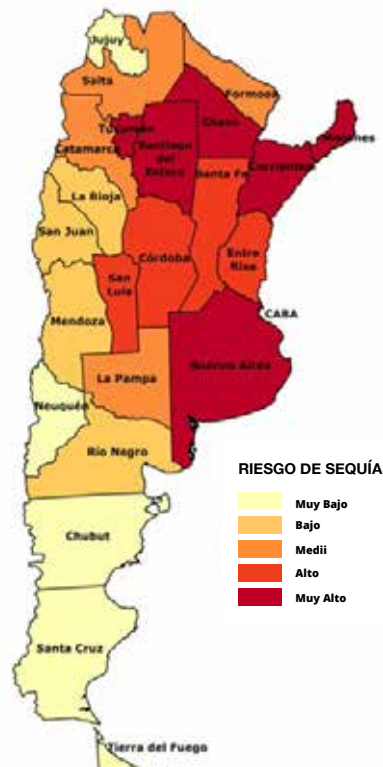 Jujuy
Salta
Formosa
Chaco
Tucumán
Misiones
Catamarca
Santiago
del
Estero
Corrientes
Santa Fe
La Rioja
San Juan
Córdoba
Entre
Ríos
San
Luis
CABA
Mendoza
Buenos Aires
La Pampa
Neuquén
Río Negro
RIESGO DE SEQUÍA
Muy Bajo
Bajo
Medii
Alto
Muy Alto
Chubut
Santa Cruz
Tierra del Fuego